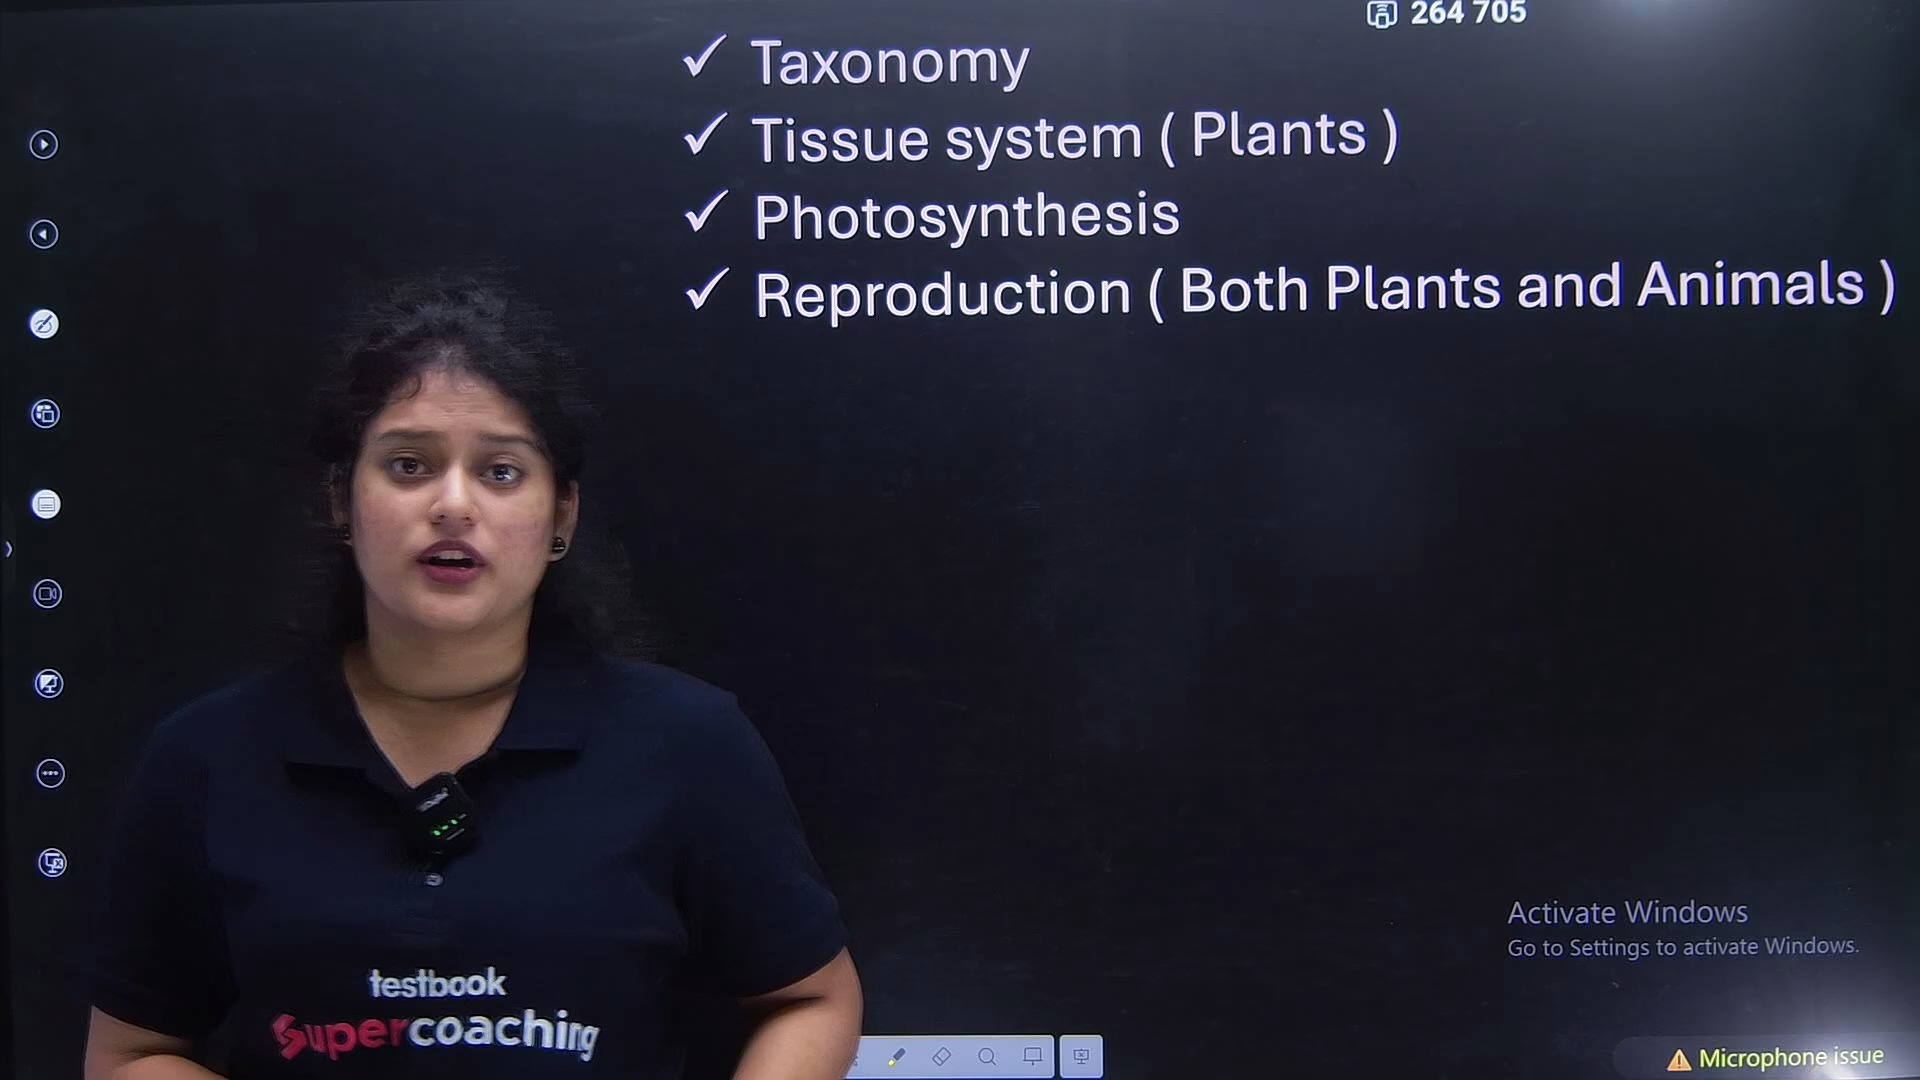 264 705
✓ Taxonomy
✓ Tissue system ( Plants )
✓ Photosynthesis
✓ Reproduction ( Both Plants and Animals )
Activate Windows
Go to Settings to activate Windows.
testbook
Supercoaching
Microphone issue